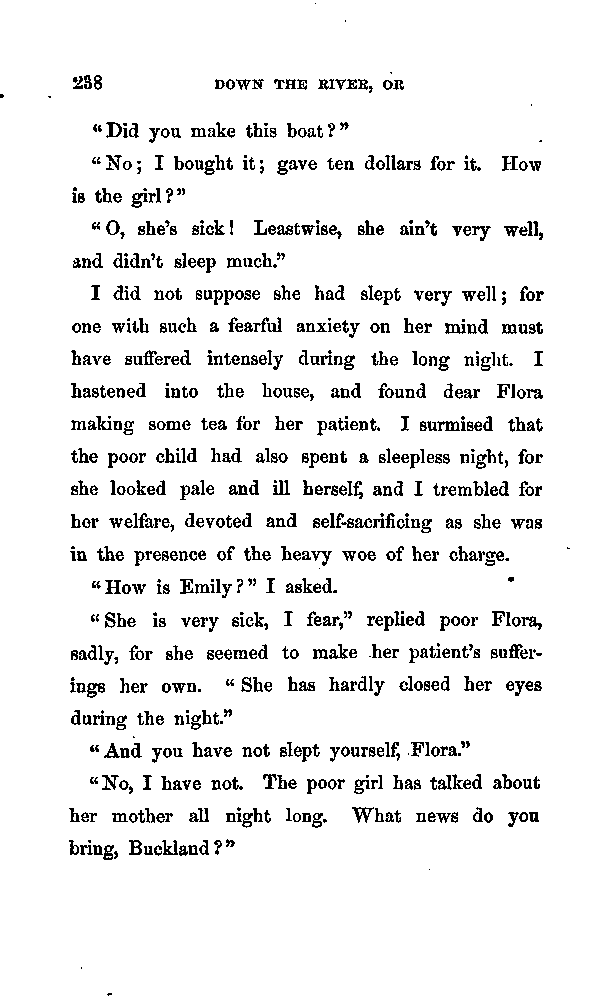 238 DOWN THE RIVER, OR
"Did you make this boat?"
"No; I bought it; gave ten dollars for it. How
is the girl?"
"O, she's sick! Leastwise, she ain't very well,
and didn't sleep much."
I did not suppose she had slept very well; for
one with such a fearful anxiety on her mind must
have suffered intensely during the long night. I
hastened into the house, and found dear Flora
making some tea for her patient. I surmised that
the poor child had also spent a sleepless night, for
she looked pale and ill herself, and I trembled for
her welfare, devoted and self-sacrificing as she was
in the presence of the heavy woe of her charge.
"How is Emily?" I asked.
"She is very sick, I fear," replied poor Flora,
sadly, for she seemed to make her patient's suffer-
ings her own. "She has hardly closed her eyes
during the night."
"And you have not slept yourself, Flora."
"No, I have not. The poor girl has talked about
her mother all night long. What news do you
bring, Buckland?"